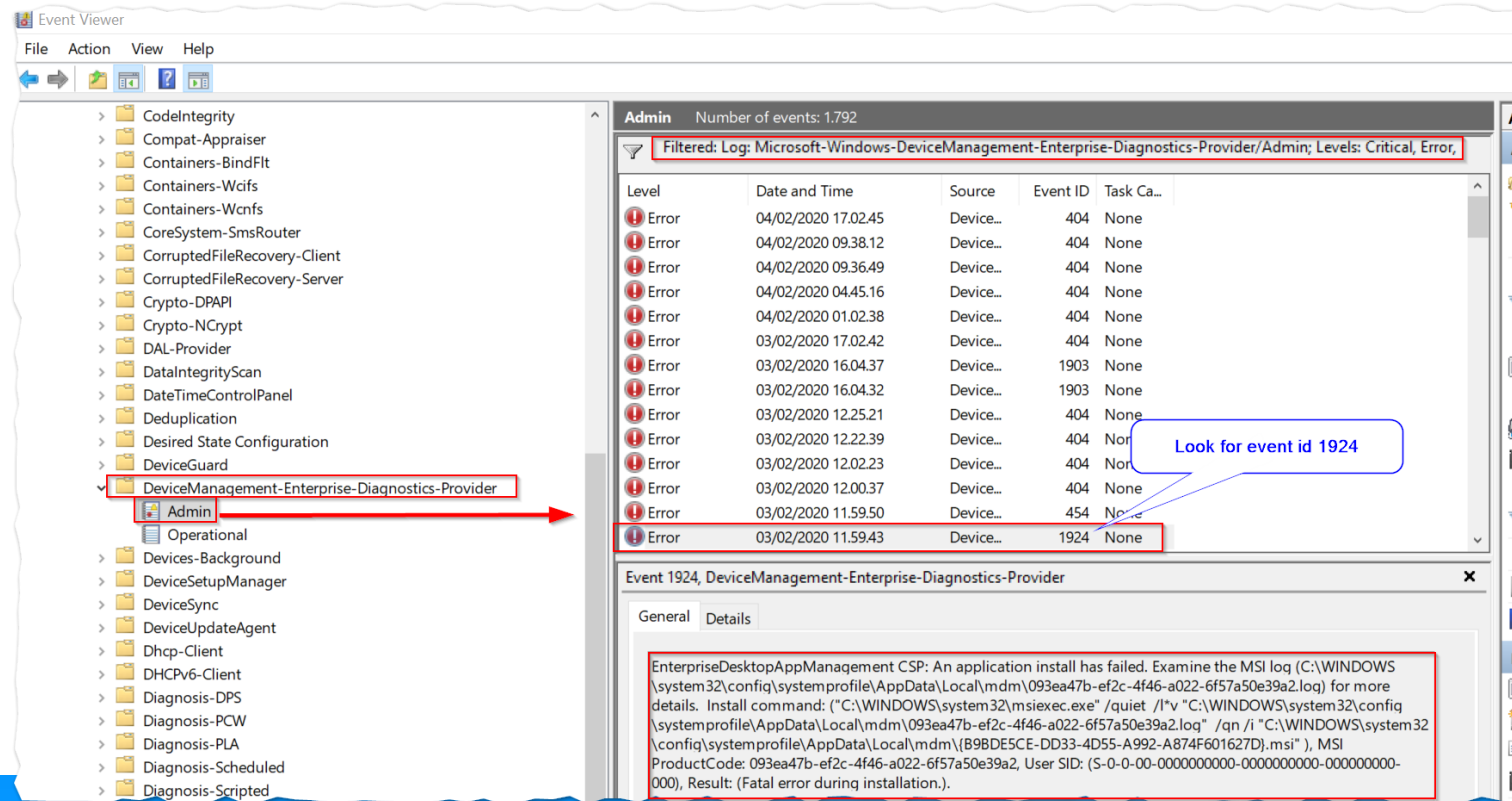 Event Viewer
File Action View Help
CodeIntegrity
Compat-Appraiser
Containers-BindFlt
Containers-Wcifs
Containers-Wcnfs
CoreSystem-SmsRouter
CorruptedFileRecovery-Client
CorruptedFileRecovery-Server
Crypto-DPAPI
Crypto-NCrypt
DAL-Provider
DataIntegrityScan
DateTimeControlPanel
Deduplication
Desired State Configuration
DeviceGuard
DeviceManagement-Enterprise-Diagnostics-Provider
Admin
Operational
Devices-Background
DeviceSetupManager
DeviceSync
DeviceUpdateAgent
Dhcp-Client
DHCPv6-Client
Diagnosis-DPS
Diagnosis-PCW
Diagnosis-PLA
Diagnosis-Scheduled
Diagnosis-Scripted
Admin Number of events: 1.792
Filtered: Log: Microsoft-Windows-DeviceManagement-Enterprise-Diagnostics-Provider/Admin; Levels: Critical, Error,
Level Date and Time Source Event ID Task Ca...
Error 04/02/2020 17.02.45 Device... 404 None
Error 04/02/2020 09.38.12 Device... 404 None
Error 04/02/2020 09.36.49 Device... 404 None
Error 04/02/2020 04.45.16 Device... 404 None
Error 04/02/2020 01.02.38 Device... 404 None
Error 03/02/2020 17.02.42 Device... 404 None
Error 03/02/2020 16.04.37 Device... 1903 None
Error 03/02/2020 16.04.32 Device... 1903 None
Error 03/02/2020 12.25.21 Device... 404 None
Error 03/02/2020 12.22.39 Device... 404 Nor
Error 03/02/2020 12.02.23 Device... 404 Nor
Error 03/02/2020 12.00.37 Device... 404 None
Error 03/02/2020 11.59.50 Device... 454 None
Error 03/02/2020 11.59.43 Device... 1924 None
Look for event id 1924
Event 1924, DeviceManagement-Enterprise-Diagnostics-Provider
General Details
EnterpriseDesktopAppManagement CSP: An application install has failed. Examine the MSI log (C:\WINDOWS
\system32\config\systemprofile\AppData\Local\mdm\093ea47b-ef2c-4f46-a022-6f57a50e39a2.log) for more
details. Install command: ("C:\WINDOWS\system32\msiexec.exe" /quiet /l*v "C:\WINDOWS\system32\config
\systemprofile\AppData\Local\mdm\093ea47b-ef2c-4f46-a022-6f57a50e39a2.log" /qn /i "C:\WINDOWS\system32
\config\systemprofile\AppData\Local\mdm\{B9BDE5CE-DD33-4D55-A992-A874F601627D}.msi" ), MSI
ProductCode: 093ea47b-ef2c-4f46-a022-6f57a50e39a2, User SID: (S-0-0-00-0000000000-0000000000-000000000-
000), Result: (Fatal error during installation.).